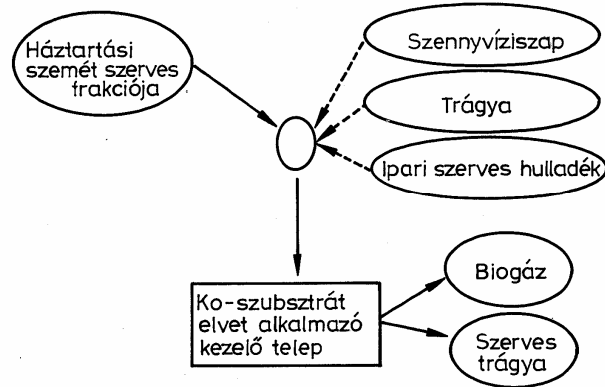 Háztartási
szemét szerves
frakciója
Szennyvíziszap
Trágya
Ipari szerves hulladék
Ko-szubsztrát
elvet alkalmazó
kezelő telep
Biogáz
Szerves
trágya